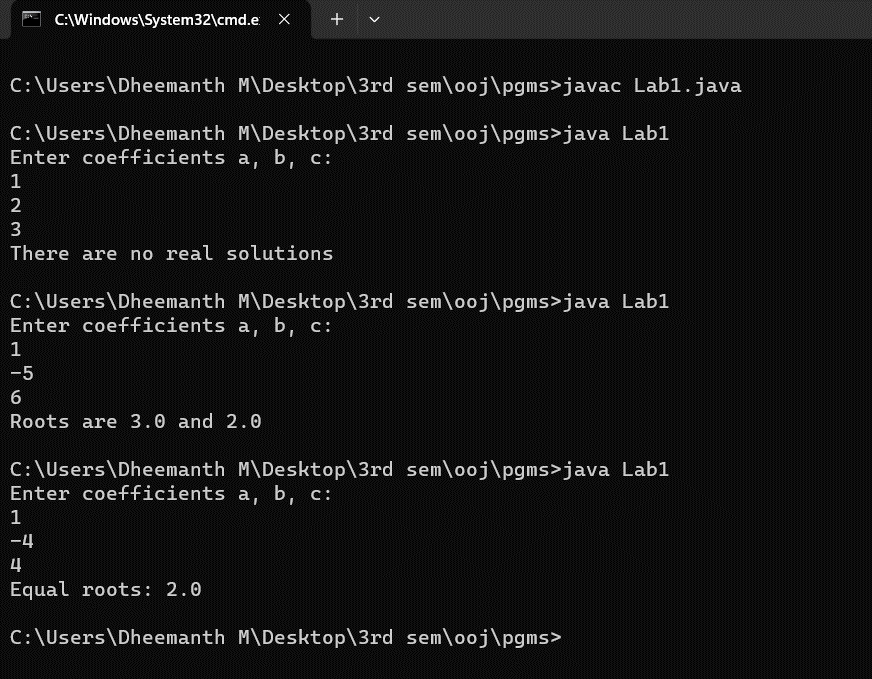 C:\Windows\System32\cmd.e
C:\Users\Dheemanth M\Desktop\3rd sem\ooj\pgms>javac Lab1.java
C:\Users\Dheemanth M\Desktop\3rd sem\ooj\pgms>java Lab1
Enter coefficients a, b, c:
1
2
3
There are no real solutions
C:\Users\Dheemanth M\Desktop\3rd sem\ooj\pgms>java Lab1
Enter coefficients a, b, c:
1
-5
6
Roots are 3.0 and 2.0
C:\Users\Dheemanth M\Desktop\3rd sem\ooj\pgms>java Lab1
Enter coefficients a, b, c:
1
-4
4
Equal roots: 2.0
C:\Users\Dheemanth M\Desktop\3rd sem\ooj\pgms>